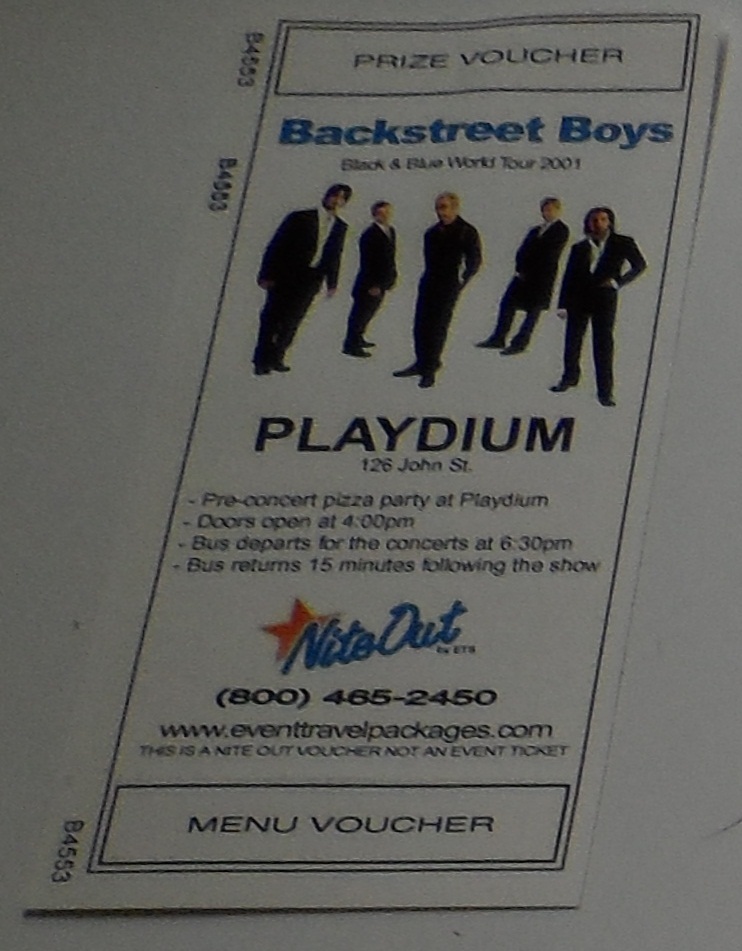 B4553
PRIZE VOUCHER
Backstreet Boys
Black & Blue World Tour 2001
B4553
PLAYDIUM
126 John St.
- Pre-concert pizza party at Playdium
- Doors open at 4:00pm
- Bus departs for the concerts at 6:30pm
- Bus returns 15 minutes following the show
NiteOut
by ETS
(800) 465-2450
www.eventtravelpackages.com
THIS IS A NITE OUT VOUCHER NOT AN EVENT TICKET
MENU VOUCHER
B4553